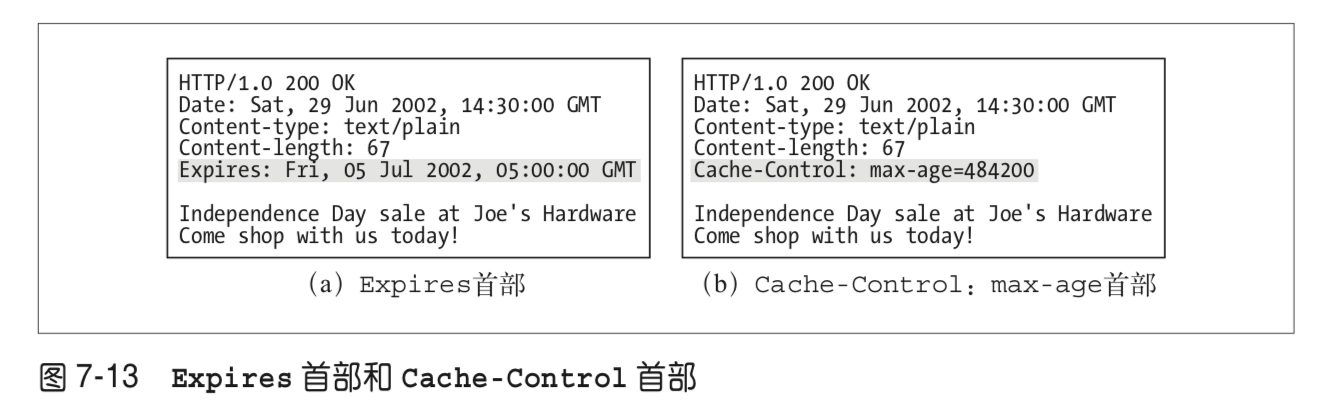 HTTP/1.0 200 OK
Date: Sat, 29 Jun 2002, 14:30:00 GMT
Content-type: text/plain
Content-length: 67
Expires: Fri, 05 Jul 2002, 05:00:00 GMT
Independence Day sale at Joe's Hardware
Come shop with us today!
(a) Expires首部
HTTP/1.0 200 OK
Date: Sat, 29 Jun 2002, 14:30:00 GMT
Content-type: text/plain
Content-length: 67
Cache-Control: max-age=484200
Independence Day sale at Joe's Hardware
Come shop with us today!
(b) Cache-Control：max-age首部
图 7-13 Expires 首部和 Cache-Control 首部